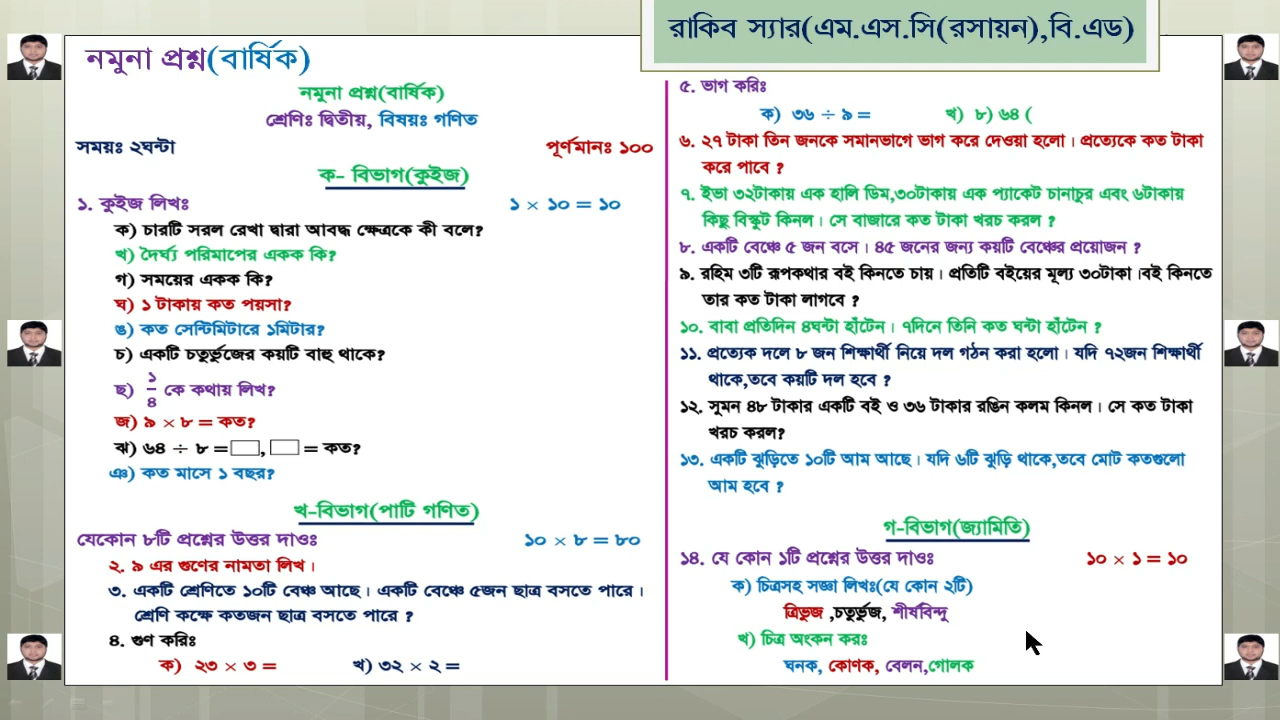 রাকিব স্যার(এম.এস.সি(রসায়ন),বি.এড)
নমুনা প্রশ্ন(বার্ষিক)
নমুনা প্রশ্ন(বার্ষিক)
শ্রেণিঃ দ্বিতীয়, বিষয়ঃ গণিত
সময়ঃ ২ঘন্টা পূর্ণমানঃ ১০০
ক- বিভাগ(কুইজ)
১. কুইজ লিখঃ ১ × ১০ = ১০
ক) চারটি সরল রেখা দ্বারা আবদ্ধ ক্ষেত্রকে কী বলে?
খ) দৈর্ঘ্য পরিমাপের একক কি?
গ) সময়ের একক কি?
ঘ) ১ টাকায় কত পয়সা?
ঙ) কত সেন্টিমিটারে ১মিটার?
চ) একটি চতুর্ভুজের কয়টি বাহু থাকে?
ছ) ১/৪ কে কথায় লিখ?
জ) ৯ × ৮ = কত?
ঝ) ৬৪ ÷ ৮ = □, □ = কত?
ঞ) কত মাসে ১ বছর?
খ-বিভাগ(পাটি গণিত)
যেকোন ৮টি প্রশ্নের উত্তর দাওঃ ১০ × ৮ = ৮০
২. ৯ এর গুণের নামতা লিখ।
৩. একটি শ্রেণিতে ১০টি বেঞ্চ আছে। একটি বেঞ্চে ৫জন ছাত্র বসতে পারে।
শ্রেণি কক্ষে কতজন ছাত্র বসতে পারে ?
৪. গুণ করিঃ
ক) ২৩ × ৩ = খ) ৩২ × ২ =
৫. ভাগ করিঃ
ক) ৩৬ ÷ ৯ = খ) ৮) ৬৪ (
৬. ২৭ টাকা তিন জনকে সমানভাগে ভাগ করে দেওয়া হলো। প্রত্যেকে কত টাকা
করে পাবে ?
৭. ইভা ৩২টাকায় এক হালি ডিম,৩০টাকায় এক প্যাকেট চানাচুর এবং ৬টাকায়
কিছু বিস্কুট কিনল। সে বাজারে কত টাকা খরচ করল ?
৮. একটি বেঞ্চে ৫ জন বসে। ৪৫ জনের জন্য কয়টি বেঞ্চের প্রয়োজন ?
৯. রহিম ৩টি রূপকথার বই কিনতে চায়। প্রতিটি বইয়ের মূল্য ৩০টাকা।বই কিনতে
তার কত টাকা লাগবে ?
১০. বাবা প্রতিদিন ৪ঘন্টা হাঁটেন। ৭দিনে তিনি কত ঘন্টা হাঁটেন ?
১১. প্রত্যেক দলে ৮ জন শিক্ষার্থী নিয়ে দল গঠন করা হলো। যদি ৭২জন শিক্ষার্থী
থাকে,তবে কয়টি দল হবে ?
১২. সুমন ৪৮ টাকার একটি বই ও ৩৬ টাকার রঙিন কলম কিনল। সে কত টাকা
খরচ করল?
১৩. একটি ঝুড়িতে ১০টি আম আছে। যদি ৬টি ঝুড়ি থাকে,তবে মোট কতগুলো
আম হবে ?
গ-বিভাগ(জ্যামিতি)
১৪. যে কোন ১টি প্রশ্নের উত্তর দাওঃ ১০ × ১ = ১০
ক) চিত্রসহ সজ্ঞা লিখঃ(যে কোন ২টি)
ত্রিভুজ ,চতুর্ভুজ, শীর্ষবিন্দু
খ) চিত্র অংকন করঃ
ঘনক, কোণক, বেলন,গোলক